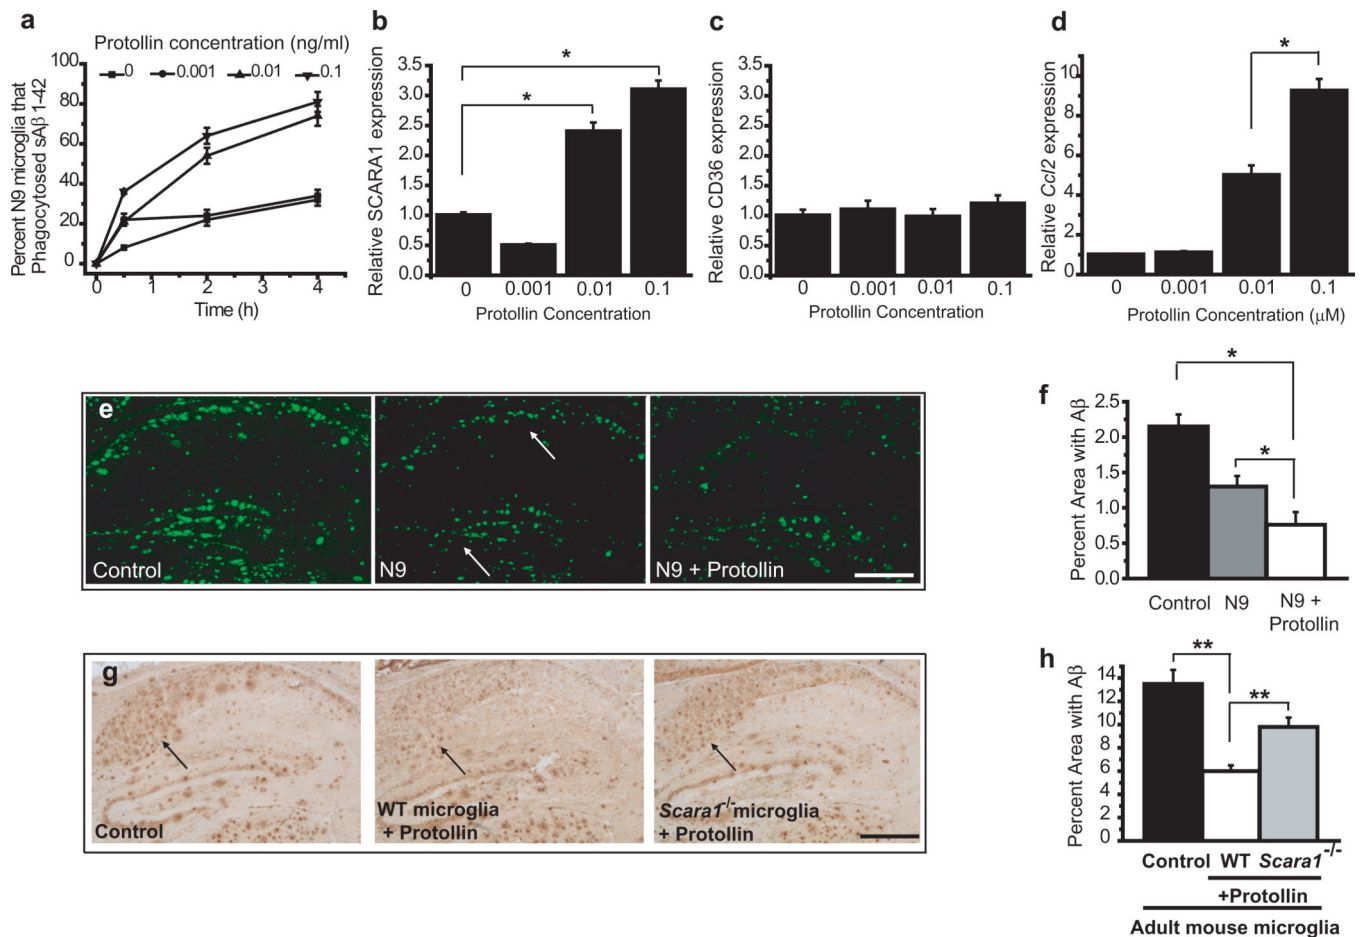 a
Protollin concentration (ng/ml)
0 0.001 0.01 0.1
Percent N9 microglia that
Phagocytosed sAβ 1-42
100
80
60
40
20
0
0 1 2 3 4
Time (h)
b
Relative SCARA1 expression
3.5
3.0
2.5
2.0
1.5
1.0
0.5
0.0
*
*
0 0.001 0.01 0.1
Protollin Concentration
c
Relative CD36 expression
3.5
3.0
2.5
2.0
1.5
1.0
0.5
0.0
0 0.001 0.01 0.1
Protollin Concentration
d
Relative Ccl2 expression
10
8
6
4
2
0
*
0 0.001 0.01 0.1
Protollin Concentration (μM)
e
Control
N9
N9 + Protollin
f
Percent Area with Aβ
2.5
2.0
1.5
1.0
0.5
0.0
*
*
Control N9 N9 +
Protollin
g
Control
WT microglia
+ Protollin
Scara1-/- microglia
+ Protollin
h
Percent Area with Aβ
14
12
10
8
6
4
2
0
**
**
Control WT Scara1-/-
+Protollin
Adult mouse microglia